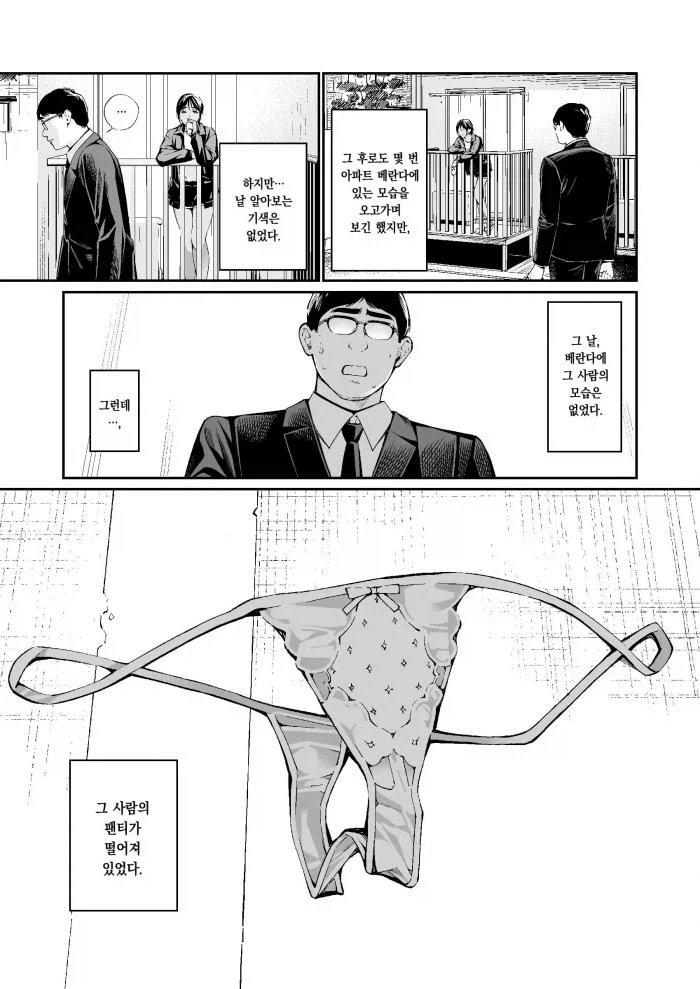 그 후로도 몇 번
아파트 베란다에
있는 모습을
오고가며
보긴 했지만,
…
하지만…
날 알아보는
기색은
없었다.
그 날,
베란다에
그 사람의
모습은
없었다.
그런데
…,
그 사람의
팬티가
떨어져
있었다.